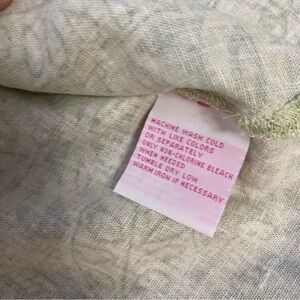 MACHINE WASH COLD
WITH LIKE COLORS
OR SEPARATELY
ONLY NON-CHLORINE BLEACH
WHEN NEEDED
TUMBLE DRY LOW
WARM IRON IF NECESSARY